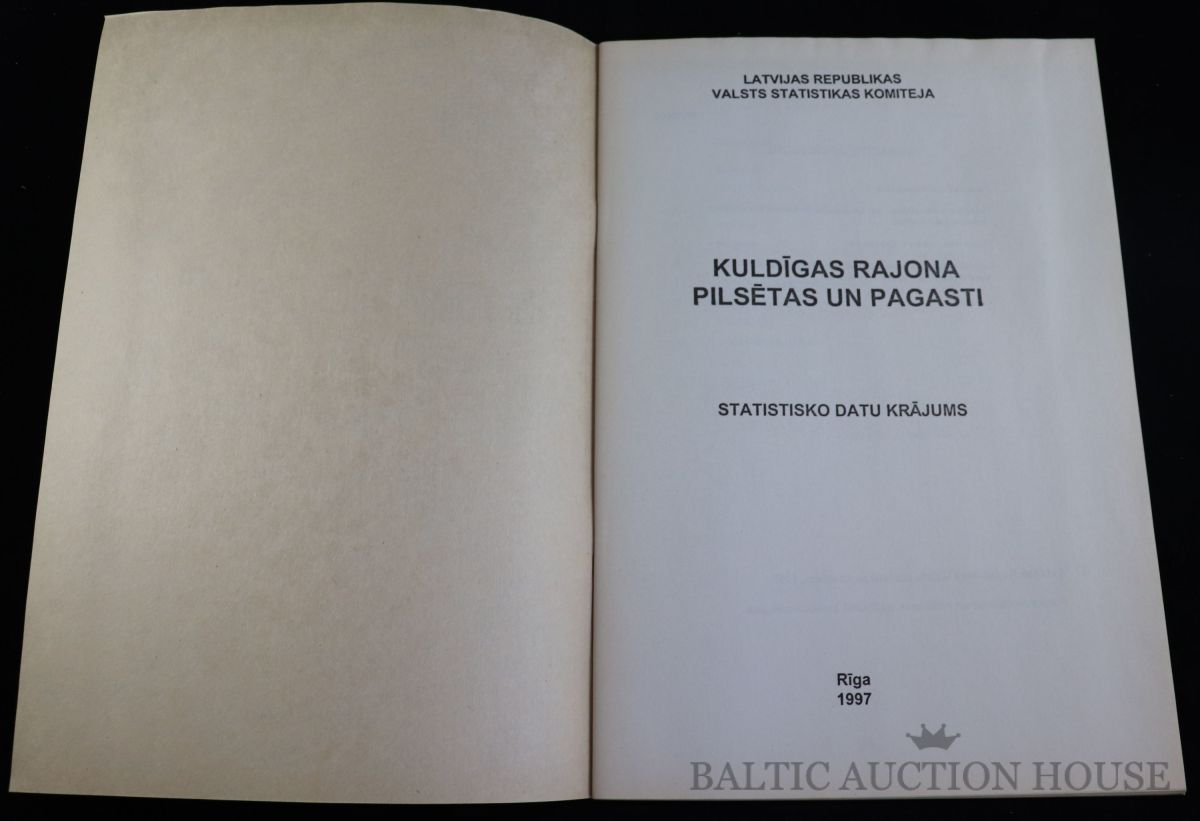 LATVIJAS REPUBLIKAS
VALSTS STATISTIKAS KOMITEJA
KULDĪGAS RAJONA
PILSĒTAS UN PAGASTI
STATISTISKO DATU KRĀJUMS
Rīga
1997
BALTIC AUCTION HOUSE